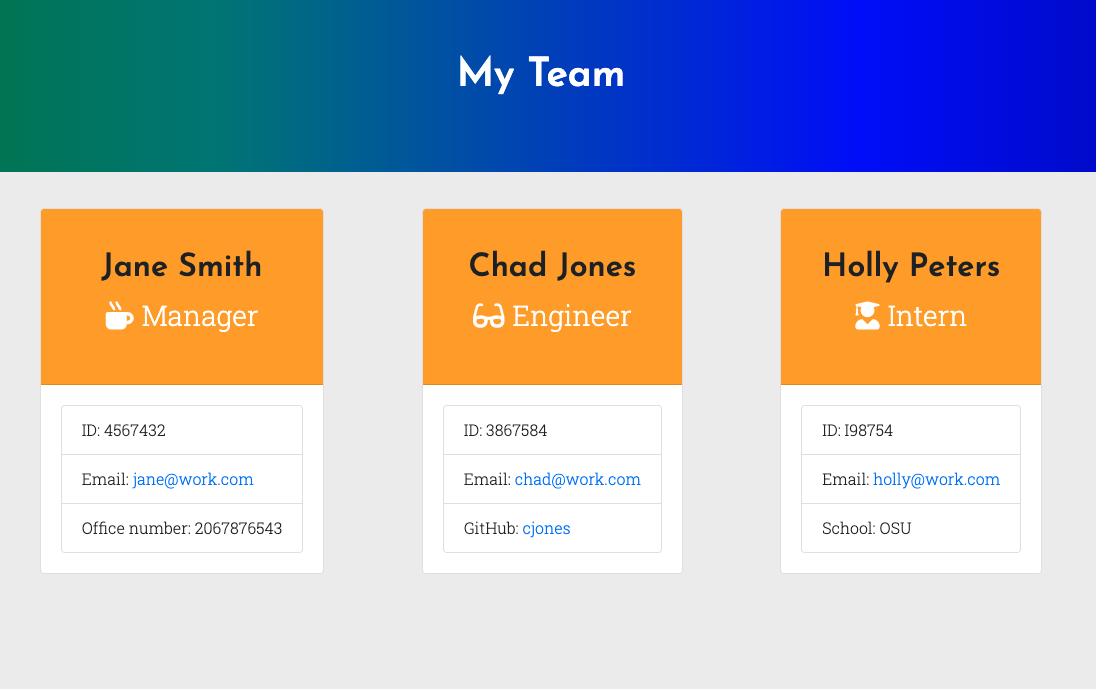 My Team
Jane Smith
Manager
ID: 4567432
Email: jane@work.com
Office number: 2067876543
Chad Jones
Engineer
ID: 3867584
Email: chad@work.com
GitHub: cjones
Holly Peters
Intern
ID: I98754
Email: holly@work.com
School: OSU